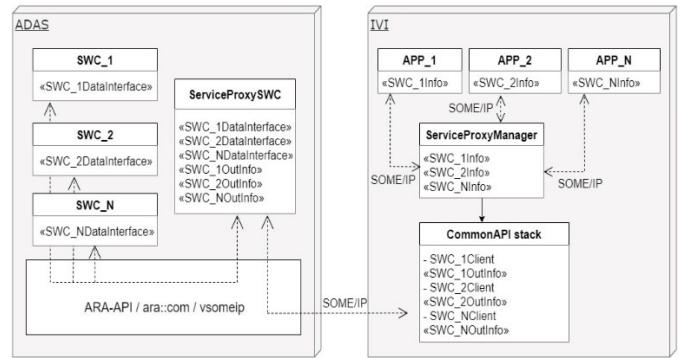 ADAS
SWC_1
«SWC_1DataInterface»
SWC_2
«SWC_2DataInterface»
SWC_N
«SWC_NDataInterface»
ServiceProxySWC
«SWC_1DataInterface»
«SWC_2DataInterface»
«SWC_NDataInterface»
«SWC_1OutInfo»
«SWC_2OutInfo»
«SWC_NOutInfo»
ARA-API / ara::com / vsomeip
SOME/IP
IVI
APP_1
«SWC_1Info»
APP_2
«SWC_2Info»
APP_N
«SWC_NInfo»
SOME/IP
ServiceProxyManager
«SWC_1Info»
«SWC_2Info»
«SWC_NInfo»
SOME/IP
SOME/IP
CommonAPI stack
- SWC_1Client
«SWC_1OutInfo»
- SWC_2Client
«SWC_2OutInfo»
- SWC_NClient
«SWC_NOutInfo»